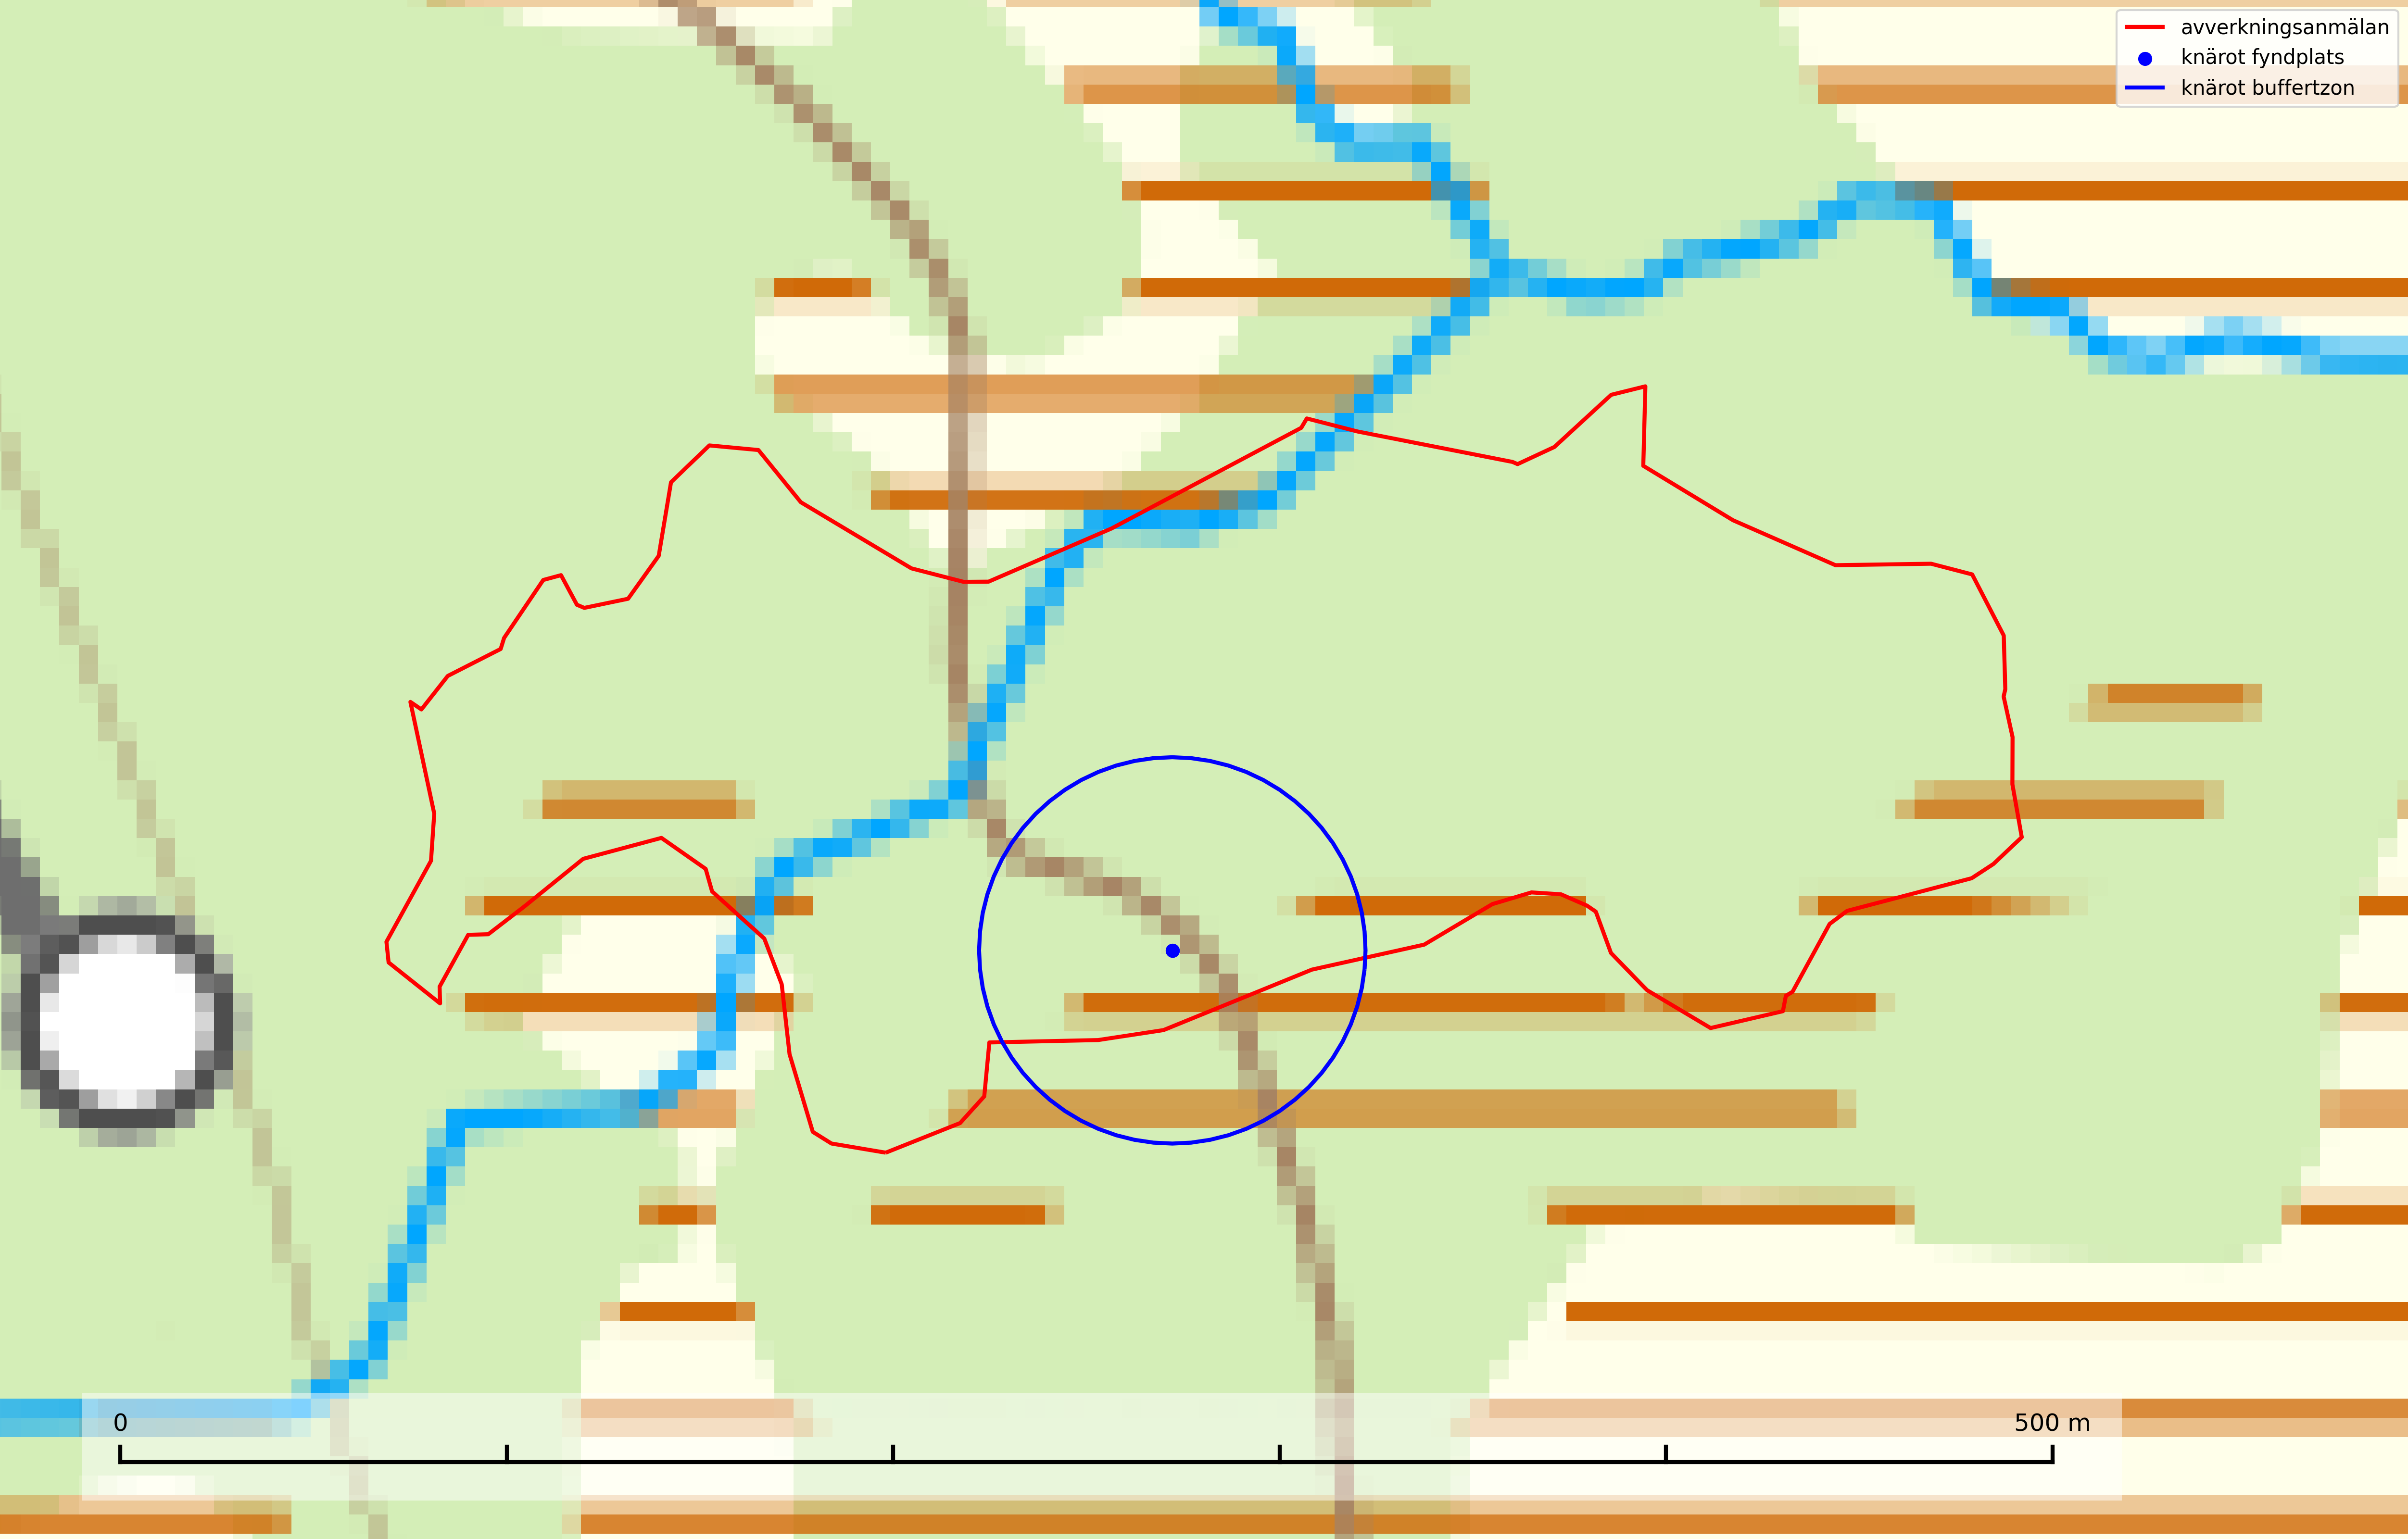 avverkningsanmälan
knärot fyndplats
knärot buffertzon
0
500 m